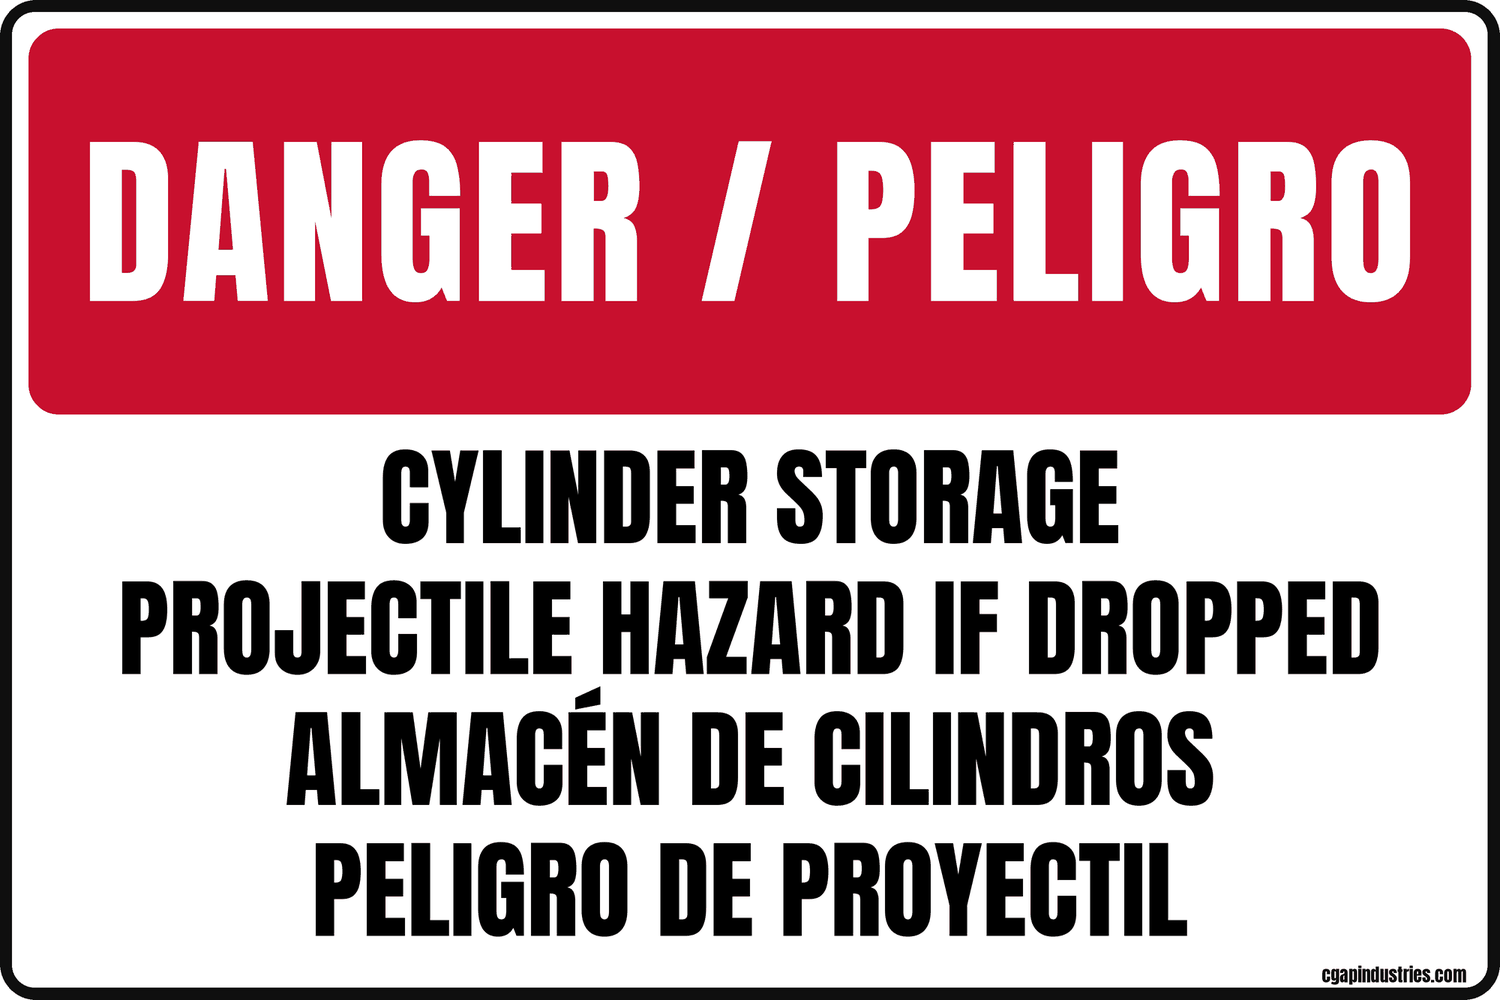 DANGER / PELIGRO
CYLINDER STORAGE
PROJECTILE HAZARD IF DROPPED
ALMACÉN DE CILINDROS
PELIGRO DE PROYECTIL
cgapindustries.com